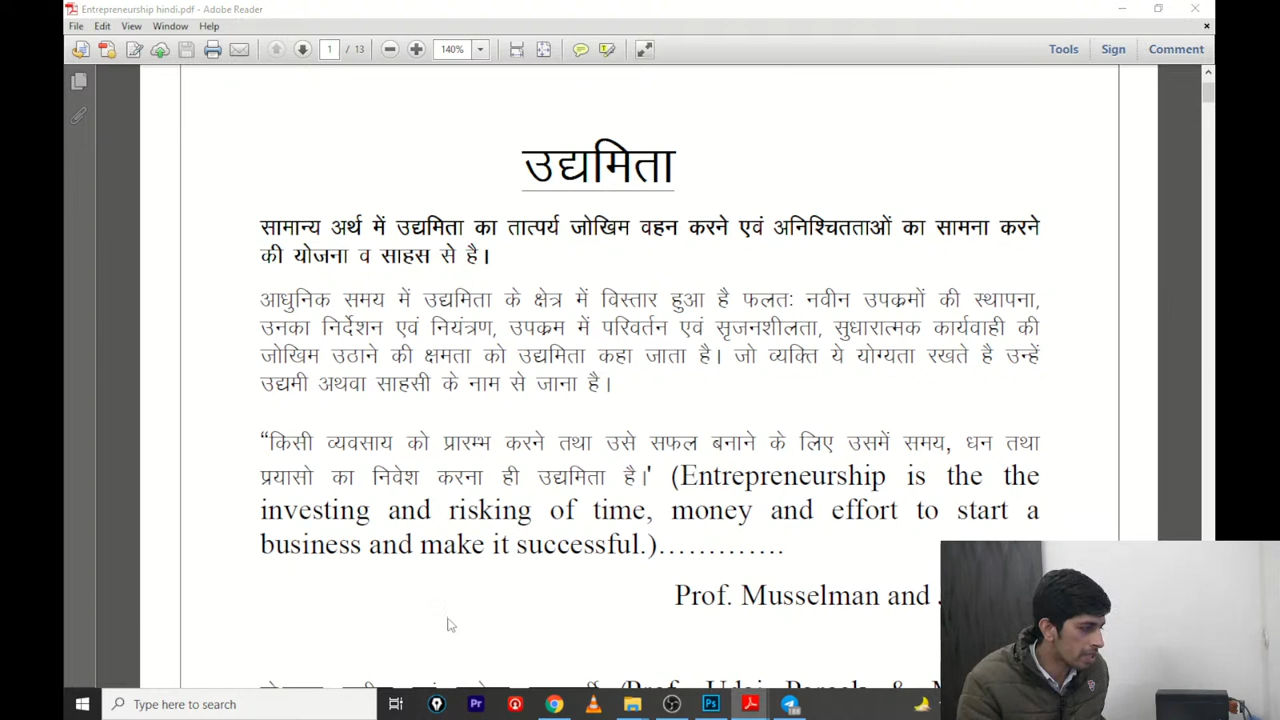 Entrepreneurship hindi.pdf - Adobe Reader
File Edit View Window Help
1 / 13 140% Tools Sign Comment
उद्यमिता
सामान्य अर्थ में उद्यमिता का तात्पर्य जोखिम वहन करने एवं अनिश्चितताओं का सामना करने
की योजना व साहस से है।
आधुनिक समय में उद्यमिता के क्षेत्र में विस्तार हुआ है फलतः नवीन उपक्रमों की स्थापना,
उनका निर्देशन एवं नियंत्रण, उपक्रम में परिवर्तन एवं सृजनशीलता, सुधारात्मक कार्यवाही की
जोखिम उठाने की क्षमता को उद्यमिता कहा जाता है। जो व्यक्ति ये योग्यता रखते है उन्हें
उद्यमी अथवा साहसी के नाम से जाना है।
“किसी व्यवसाय को प्रारम्भ करने तथा उसे सफल बनाने के लिए उसमें समय, धन तथा
प्रयासो का निवेश करना ही उद्यमिता है।' (Entrepreneurship is the the
investing and risking of time, money and effort to start a
business and make it successful.)………….
Prof. Musselman and
Type here to search